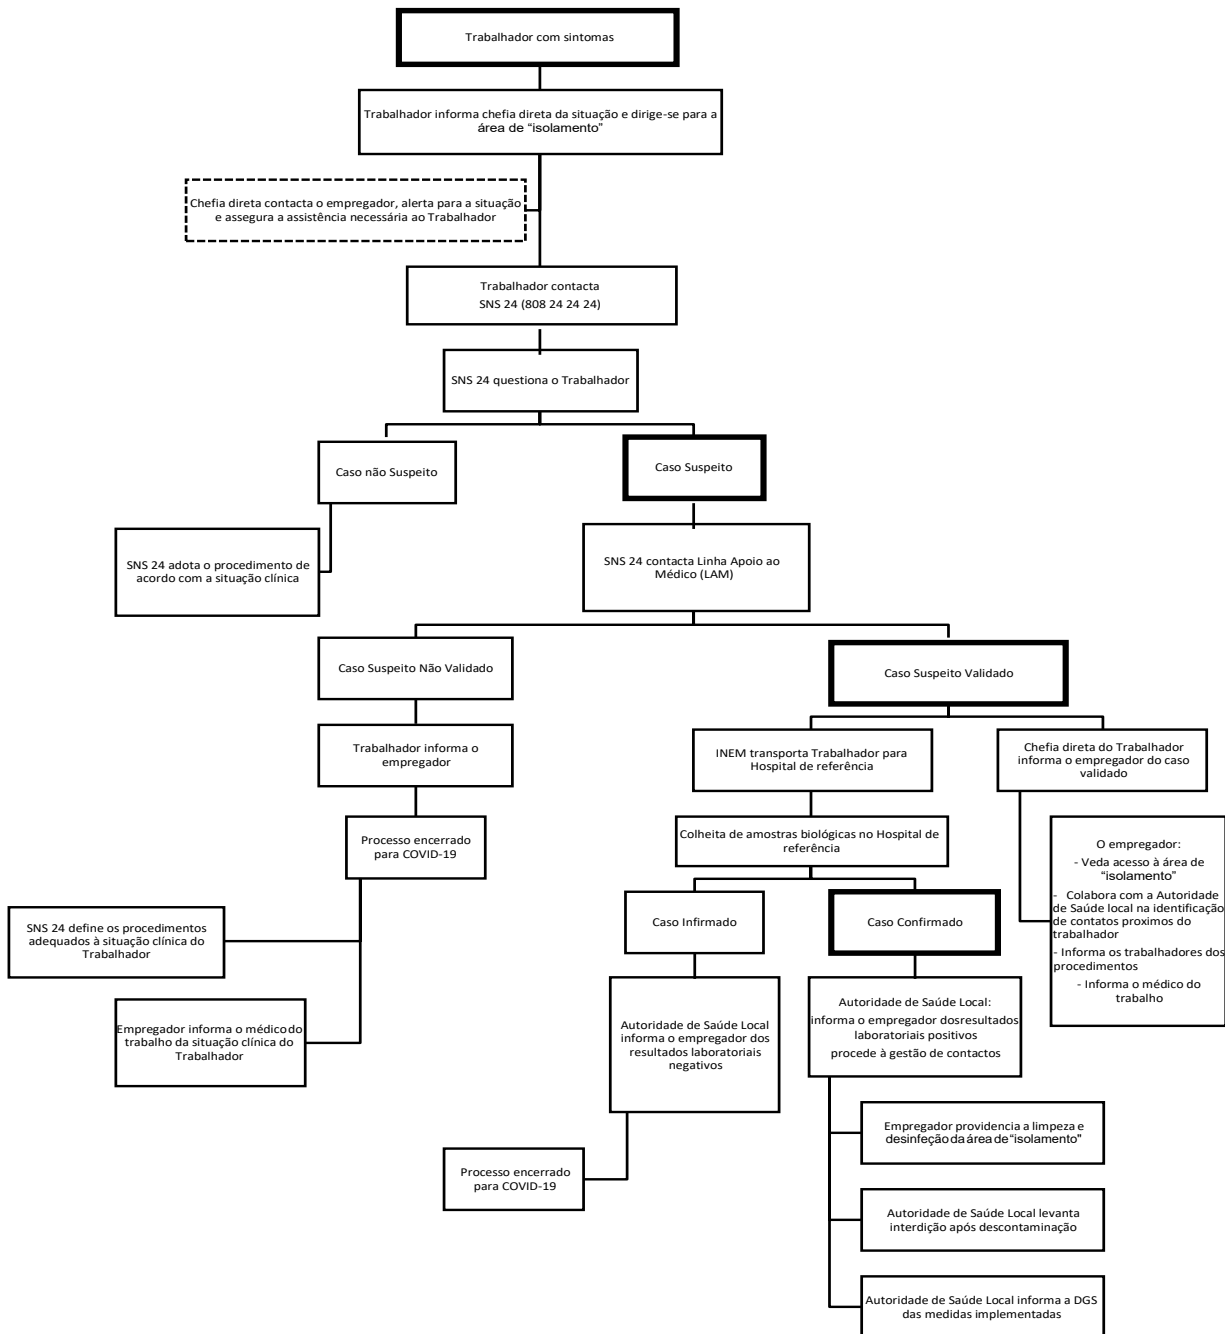 Trabalhador com sintomas
Trabalhador informa chefia direta da situação e dirige-se para a
área de “isolamento”
Chefia direta contacta o empregador, alerta para a situação
e assegura a assistência necessária ao Trabalhador
Trabalhador contacta
SNS 24 (808 24 24 24)
SNS 24 questiona o Trabalhador
Caso não Suspeito
Caso Suspeito
SNS 24 adota o procedimento de
acordo com a situação clínica
SNS 24 contacta Linha Apoio ao
Médico (LAM)
Caso Suspeito Não Validado
Caso Suspeito Validado
Trabalhador informa o
empregador
INEM transporta Trabalhador para
Hospital de referência
Chefia direta do Trabalhador
informa o empregador do caso
validado
Processo encerrado
para COVID-19
Colheita de amostras biológicas no Hospital de
referência
O empregador:
- Veda acesso à área de
“isolamento”
- Colabora com a Autoridade
de Saúde local na identificação
de contatos proximos do
trabalhador
- Informa os trabalhadores dos
procedimentos
- Informa o médico do
trabalho
SNS 24 define os procedimentos
adequados à situação clínica do
Trabalhador
Caso Infirmado
Caso Confirmado
Empregador informa o médico do
trabalho da situação clínica do
Trabalhador
Autoridade de Saúde Local
informa o empregador dos
resultados laboratoriais
negativos
Autoridade de Saúde Local:
informa o empregador dosresultados
laboratoriais positivos
procede à gestão de contactos
Processo encerrado
para COVID-19
Empregador providencia a limpeza e
desinfeção da área de “isolamento”
Autoridade de Saúde Local levanta
interdição após descontaminação
Autoridade de Saúde Local informa a DGS
das medidas implementadas